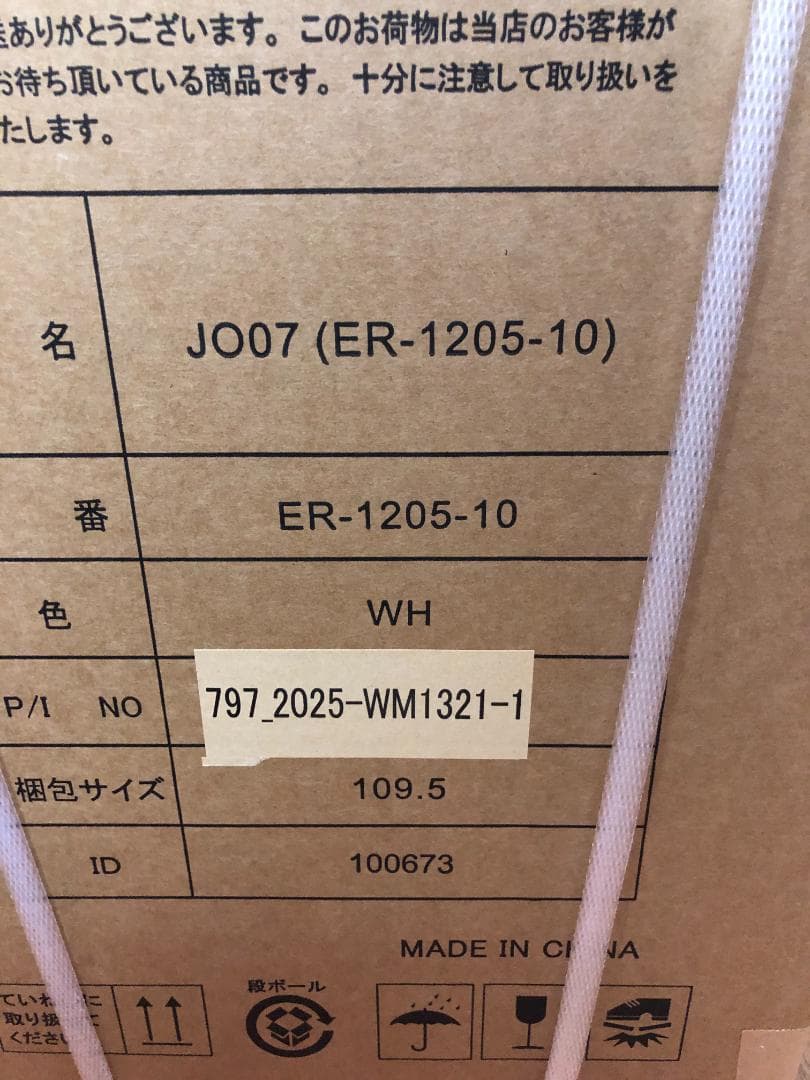 ありがとうございます。このお荷物は当店のお客様が
お待ち頂いている商品です。十分に注意して取り扱いを
たします。
名 JO07 (ER-1205-10)
番 ER-1205-10
色 WH
P/I NO 797_2025-WM1321-1
梱包サイズ 109.5
ID 100673
MADE IN CHINA
段ボール
ていね に
取り扱
くださ